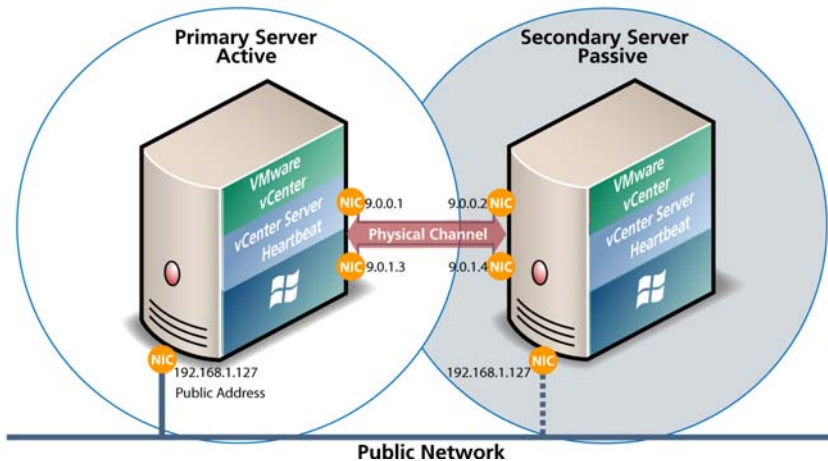 Primary Server
Active
Secondary Server
Passive
VMware
vCenter
vCenter Server
Heartbeat
VMware
vCenter
vCenter Server
Heartbeat
NIC 9.0.0.1
9.0.0.2 NIC
Physical Channel
NIC 9.0.1.3
9.0.1.4 NIC
NIC
192.168.1.127
Public Address
NIC
192.168.1.127
Public Network